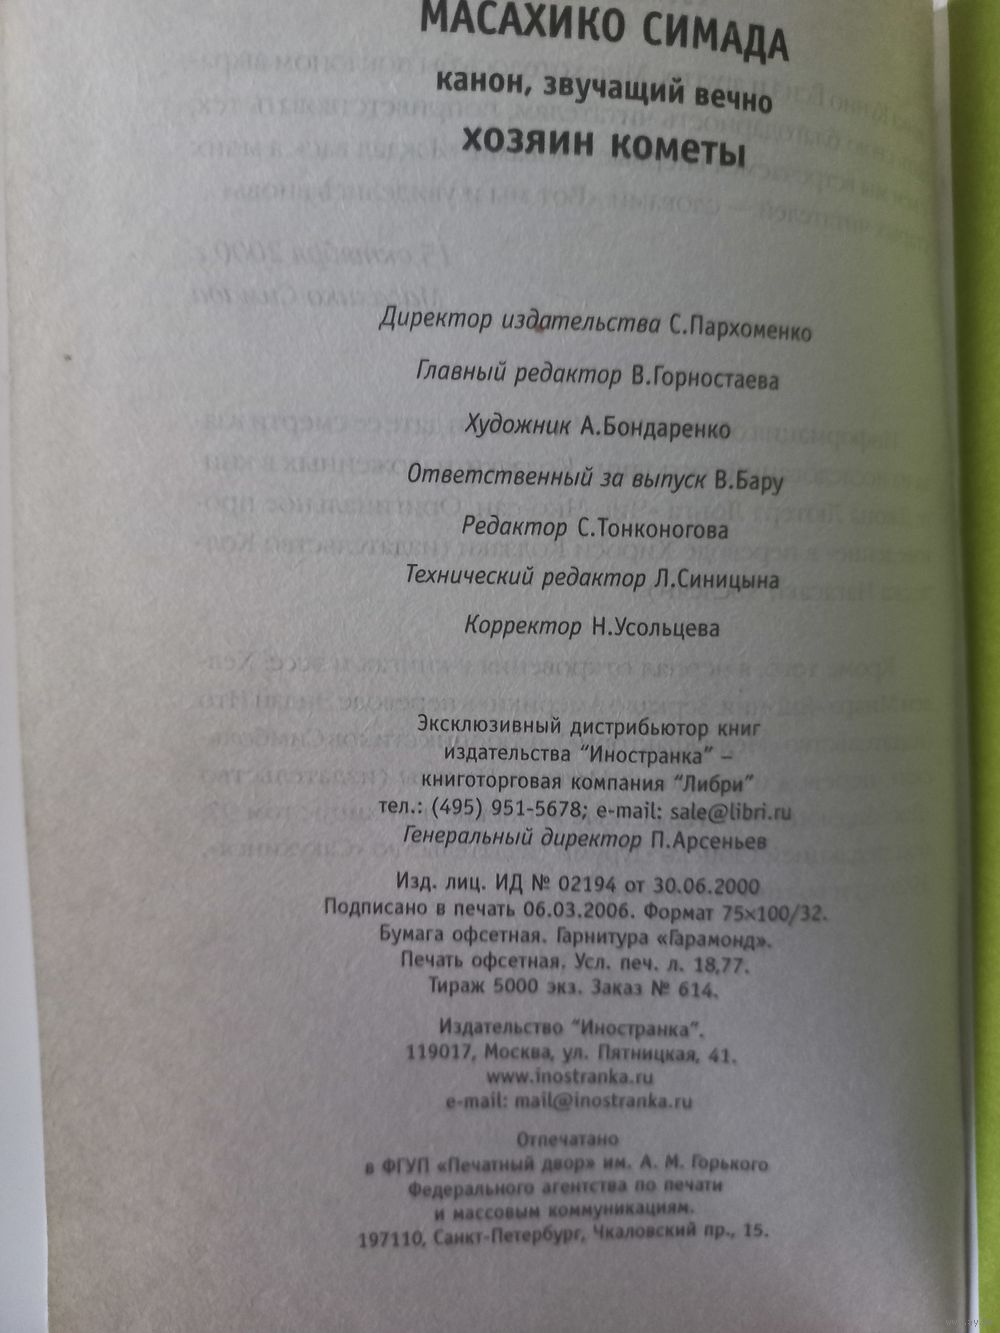 МАСАХИКО СИМАДА
канон, звучащий вечно
хозяин кометы
Директор издательства С.Пархоменко
Главный редактор В.Горностаева
Художник А.Бондаренко
Ответственный за выпуск В.Бару
Редактор С.Тонконогова
Технический редактор Л.Синицына
Корректор Н.Усольцева
Эксклюзивный дистрибьютор книг
издательства “Иностранка” –
книготорговая компания “Либри”
тел.: (495) 951-5678; e-mail: sale@libri.ru
Генеральный директор П.Арсеньев
Изд. лиц. ИД № 02194 от 30.06.2000
Подписано в печать 06.03.2006. Формат 75×100/32.
Бумага офсетная. Гарнитура «Гарамонд».
Печать офсетная. Усл. печ. л. 18,77.
Тираж 5000 экз. Заказ № 614.
Издательство “Иностранка”.
119017, Москва, ул. Пятницкая, 41.
www.inostranka.ru
e-mail: mail@inostranka.ru
Отпечатано
в ФГУП «Печатный двор» им. А. М. Горького
Федерального агентства по печати
и массовым коммуникациям.
197110, Санкт-Петербург, Чкаловский пр., 15.